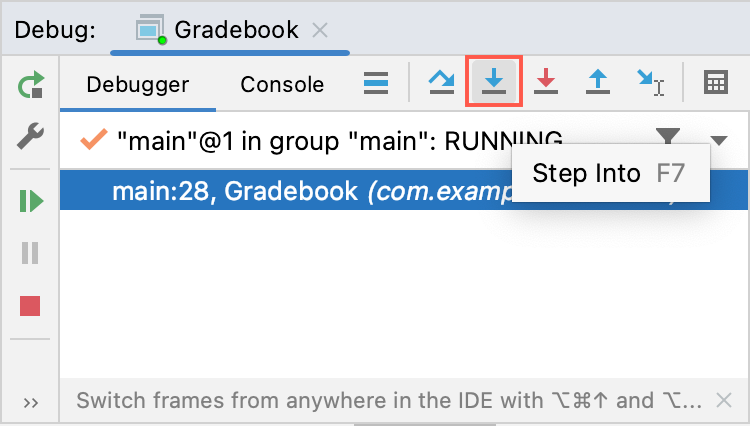 Debug: Gradebook
Debugger Console
"main"@1 in group "main": RUNNING
Step Into F7
main:28, Gradebook (com.examp
Switch frames from anywhere in the IDE with ⌥⌘↑ and ⌥...